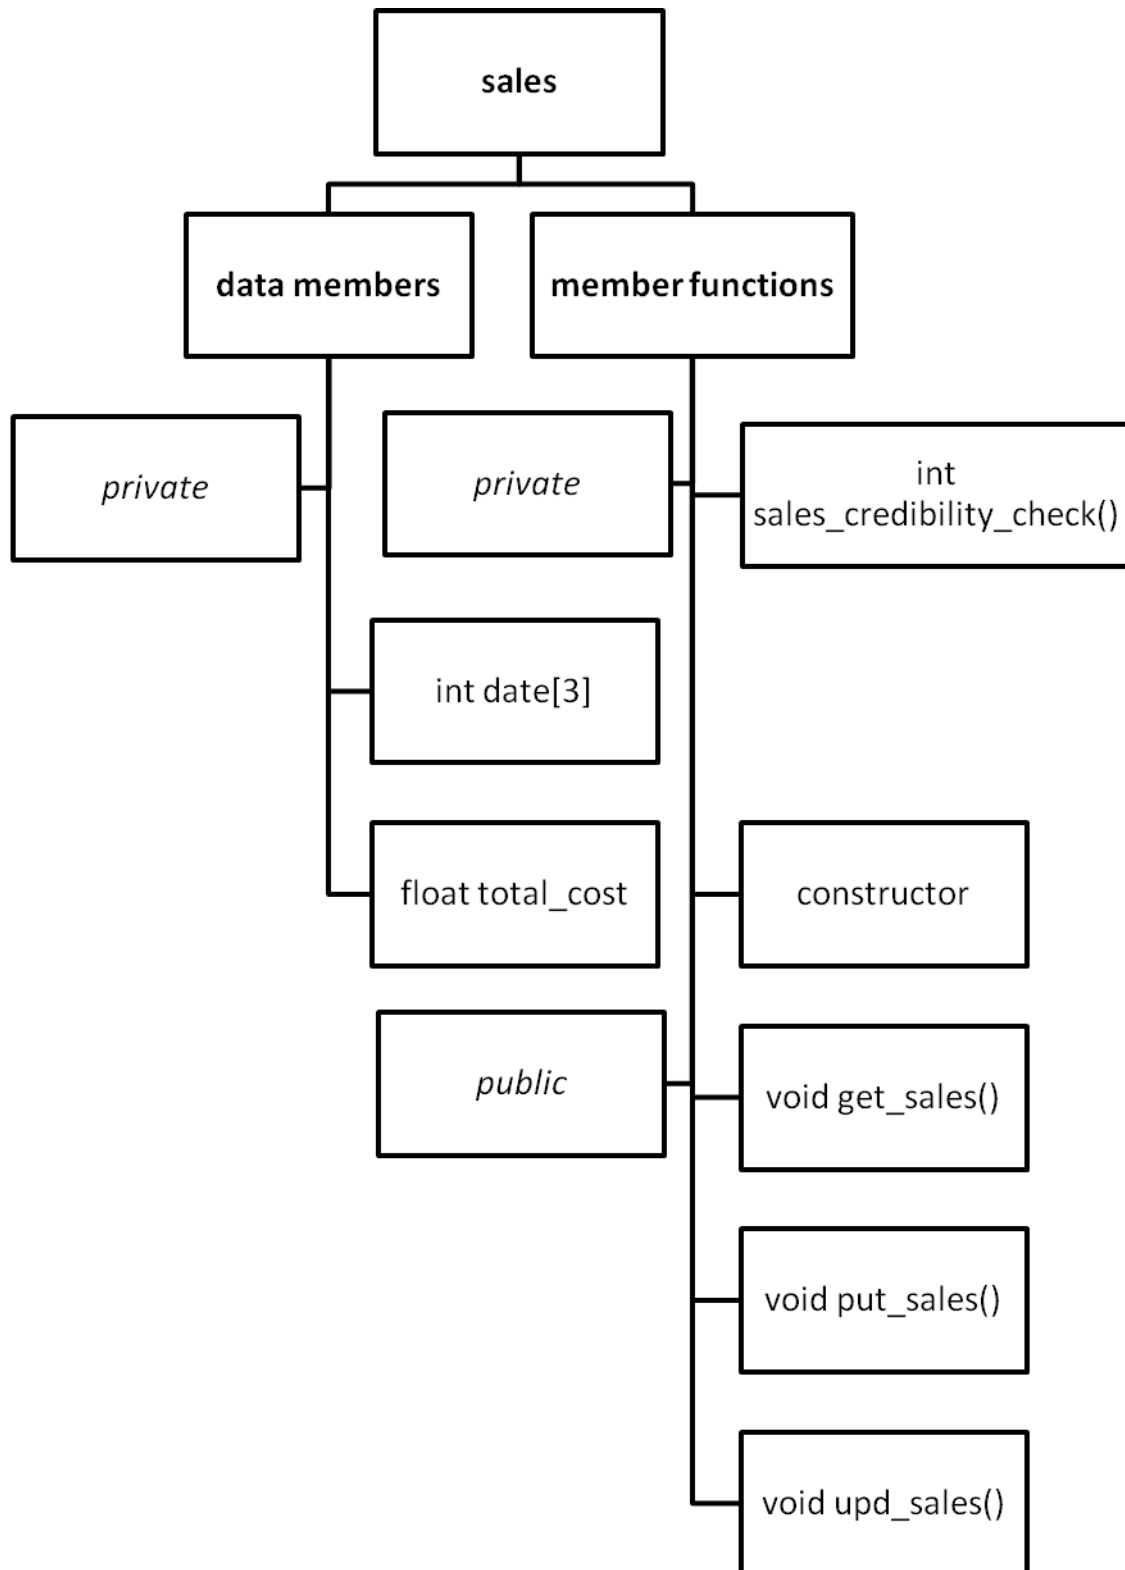 sales
data members
member functions
private
private
int
sales_credibility_check()
int date[3]
float total_cost
constructor
public
void get_sales()
void put_sales()
void upd_sales()